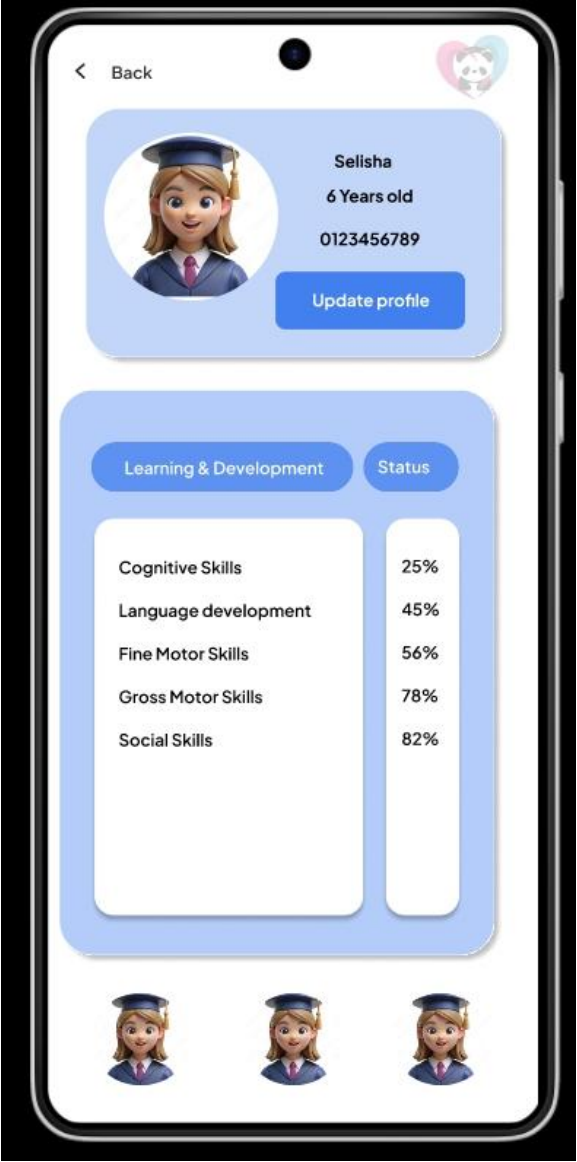 Back
Selisha
6 Years old
0123456789
Update profile
Learning & Development Status
Cognitive Skills 25%
Language development 45%
Fine Motor Skills 56%
Gross Motor Skills 78%
Social Skills 82%